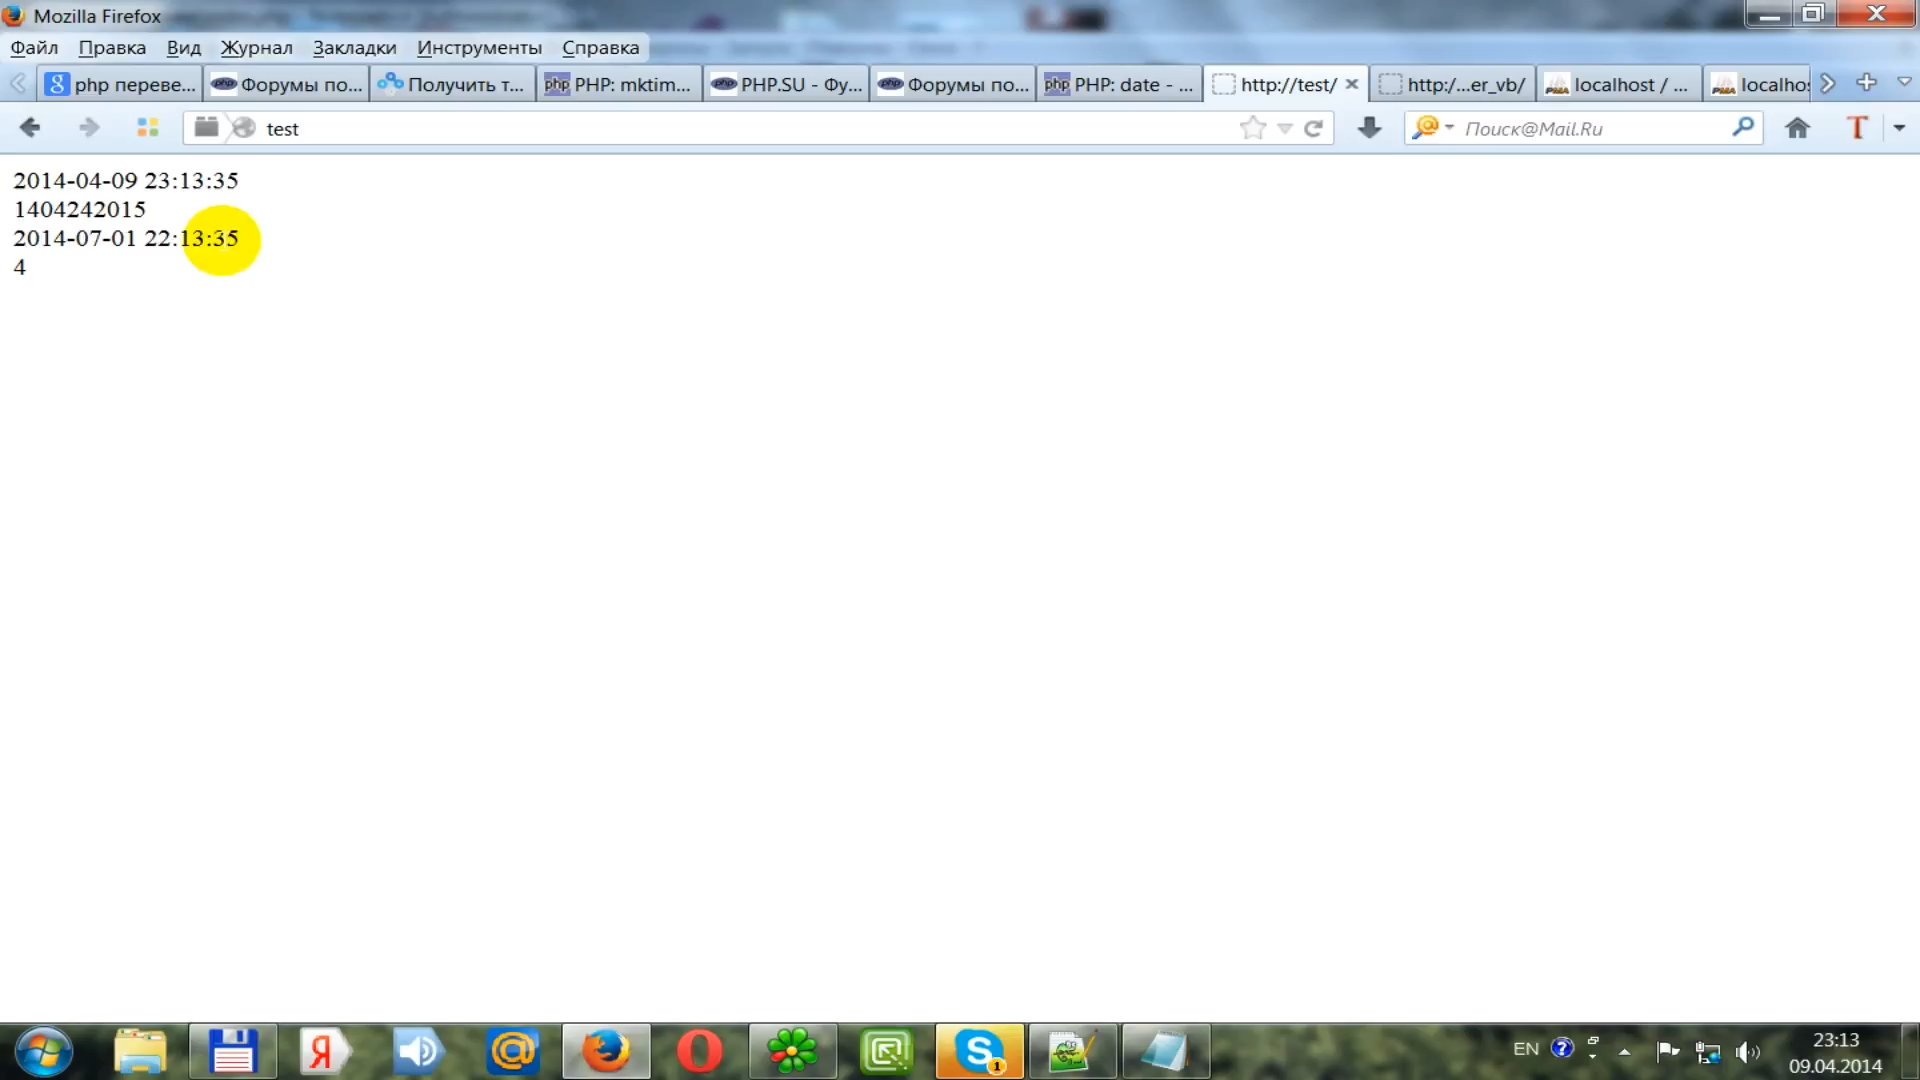 Mozilla Firefox
Файл Правка Вид Журнал Закладки Инструменты Справка
php переве... Форумы по... Получить т... PHP: mktim... PHP.SU - Фу... Форумы по... PHP: date - ... http://test/ http:/...er_vb/ localhost / ... localho
test Поиск@Mail.Ru
2014-04-09 23:13:35
1404242015
2014-07-01 22:13:35
4
EN 23:13
09.04.2014